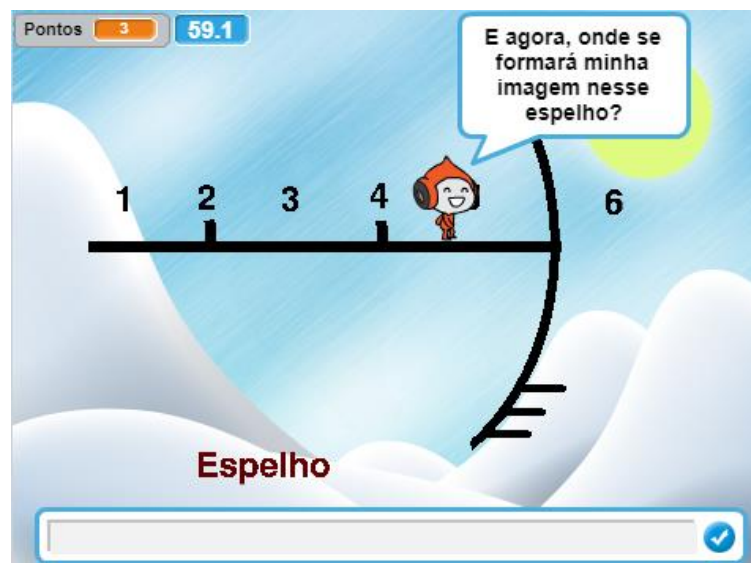 Pontos 3 59.1
E agora, onde se
formará minha
imagem nesse
espelho?
1 2 3 4 6
Espelho